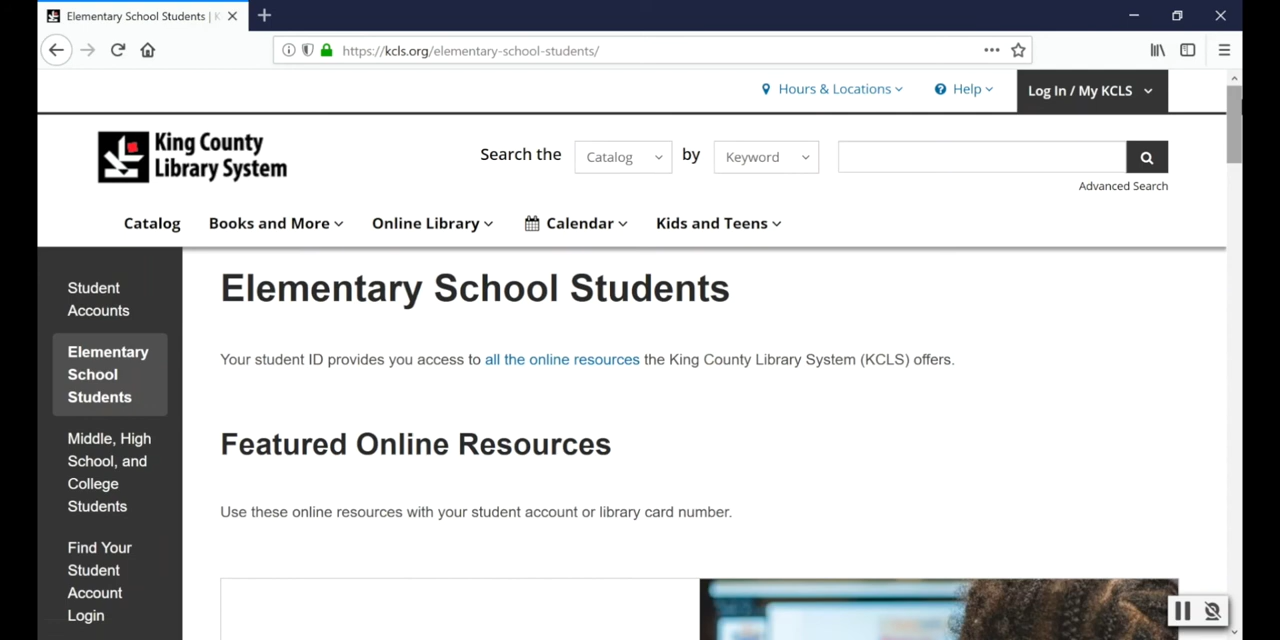 Elementary School Students |
https://kcls.org/elementary-school-students/
Hours & Locations
Help
Log In / My KCLS
King County
Library System
Search the
Catalog
by
Keyword
Advanced Search
Catalog
Books and More
Online Library
Calendar
Kids and Teens
Student
Accounts
Elementary
School
Students
Middle, High
School, and
College
Students
Find Your
Student
Account
Login
Elementary School Students
Your student ID provides you access to all the online resources the King County Library System (KCLS) offers.
Featured Online Resources
Use these online resources with your student account or library card number.